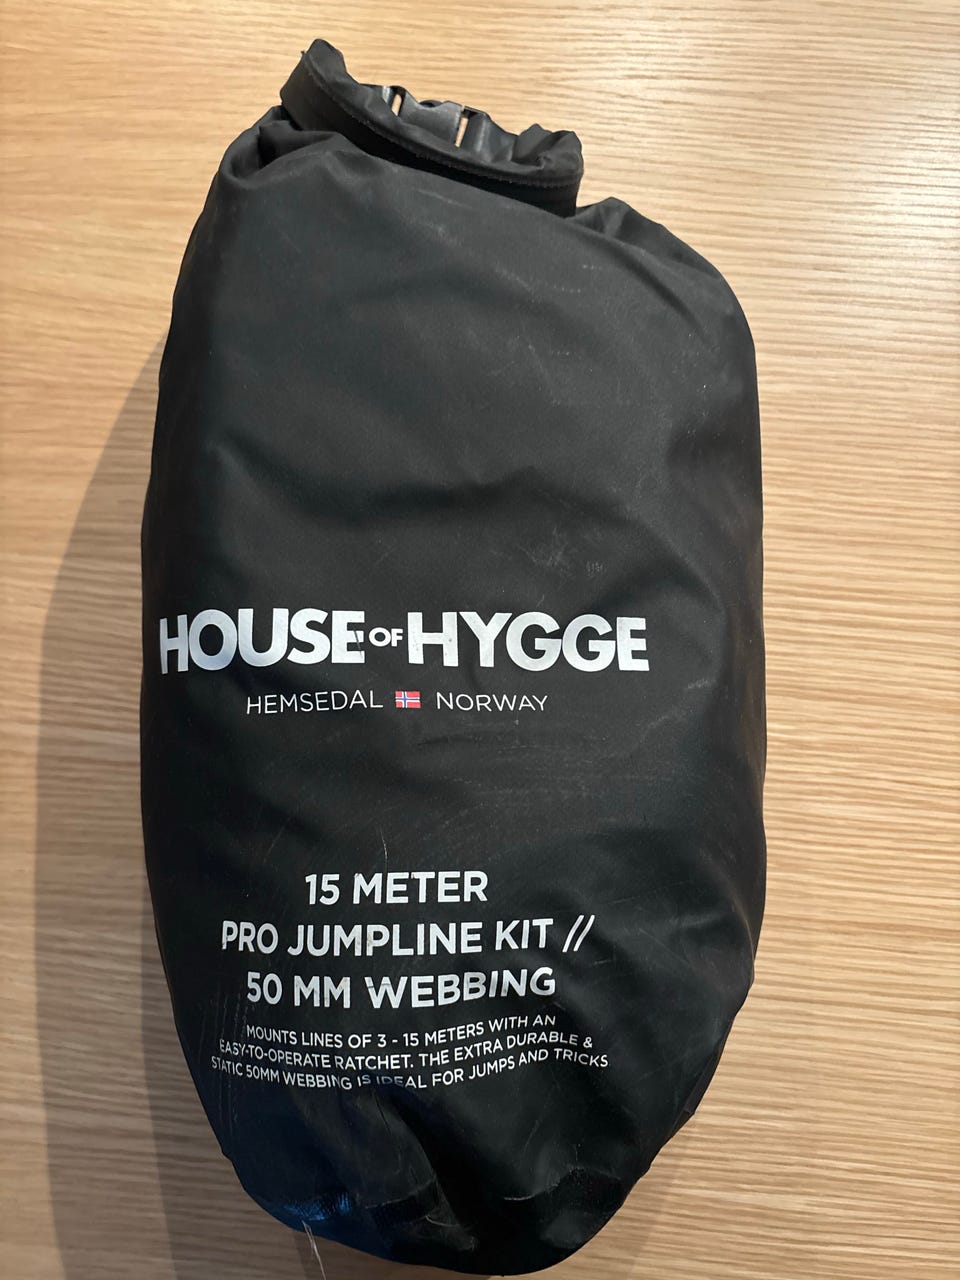 HOUSE OF HYGGE
HEMSEDAL NORWAY
15 METER
PRO JUMPLINE KIT //
50 MM WEBBING
MOUNTS LINES OF 3 - 15 METERS WITH AN
EASY-TO-OPERATE RATCHET. THE EXTRA DURABLE &
STATIC 50MM WEBBING IS IDEAL FOR JUMPS AND TRICKS